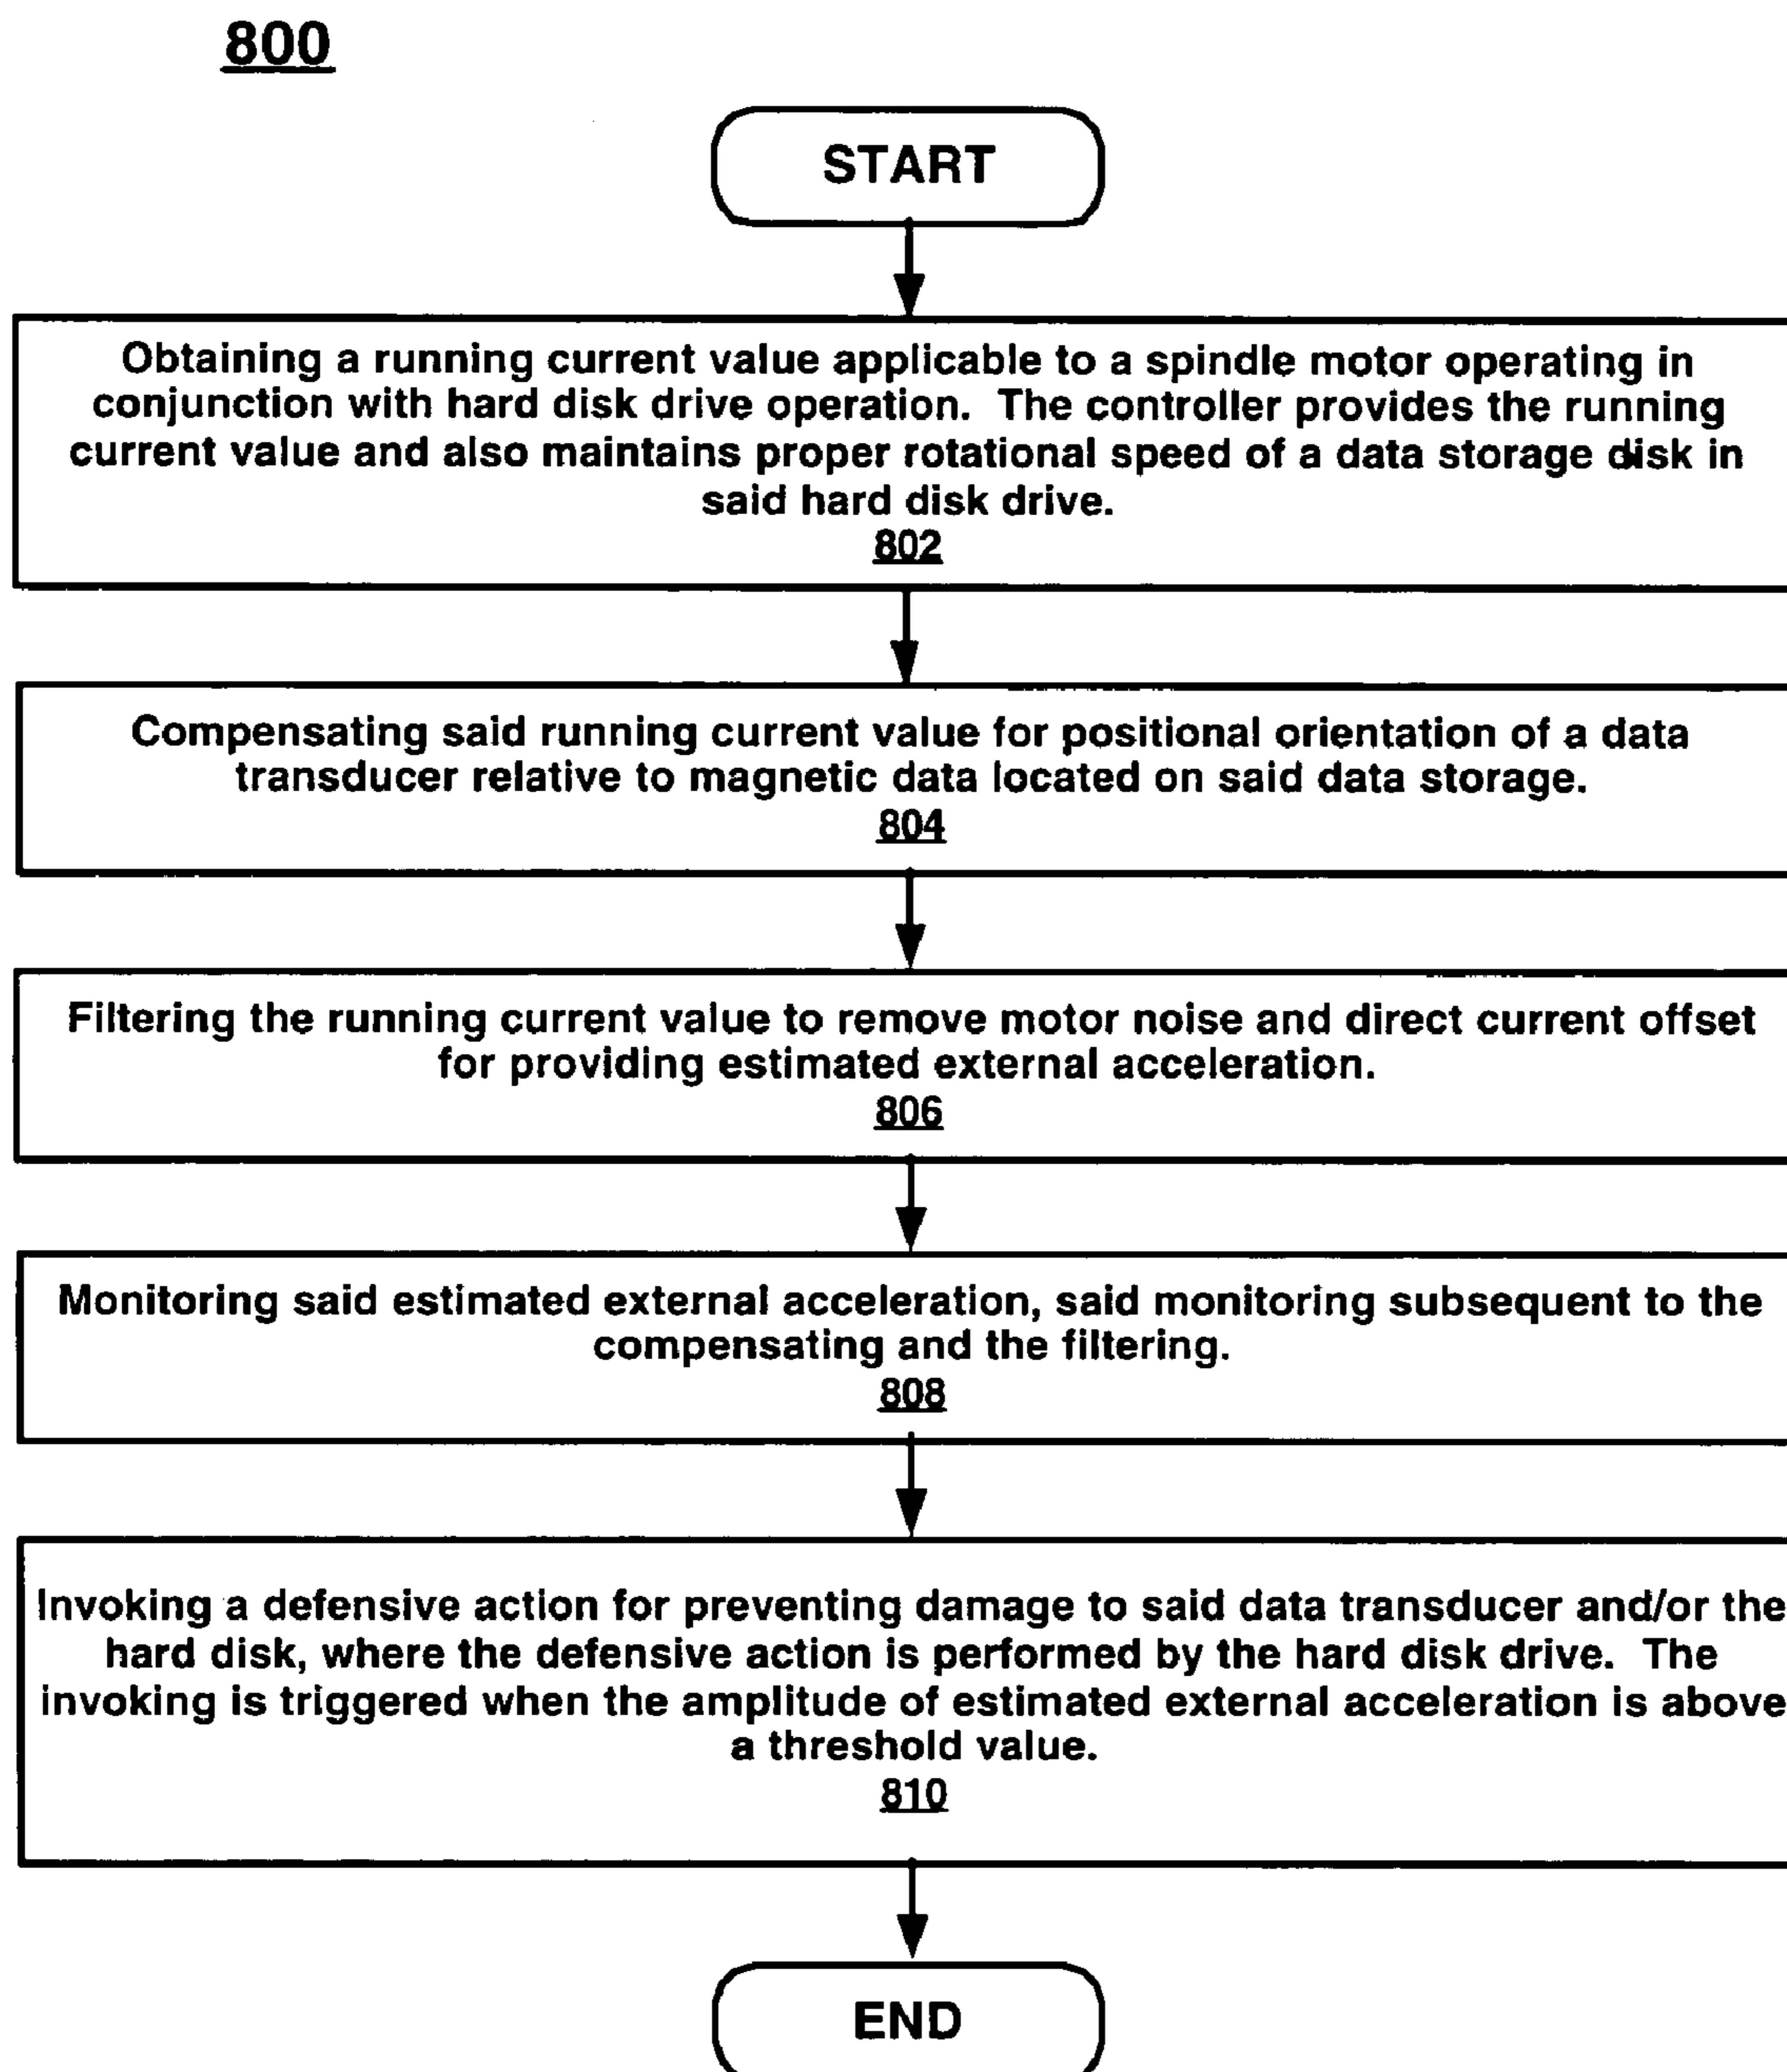 800
START
Obtaining a running current value applicable to a spindle motor operating in
conjunction with hard disk drive operation. The controller provides the running
current value and also maintains proper rotational speed of a data storage disk in
said hard disk drive.
802
Compensating said running current value for positional orientation of a data
transducer relative to magnetic data located on said data storage.
804
Filtering the running current value to remove motor noise and direct current offset
for providing estimated external acceleration.
806
Monitoring said estimated external acceleration, said monitoring subsequent to the
compensating and the filtering.
808
Invoking a defensive action for preventing damage to said data transducer and/or the
hard disk, where the defensive action is performed by the hard disk drive. The
invoking is triggered when the amplitude of estimated external acceleration is above
a threshold value.
810
END